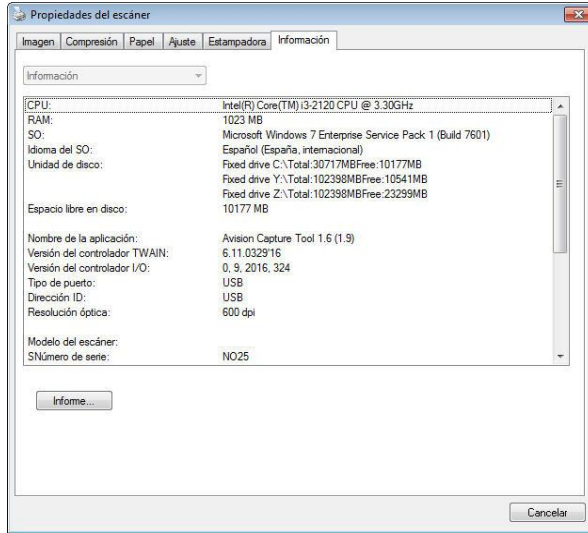 Propiedades del escáner
Imagen Compresión Papel Ajuste Estampadora Información
Información
CPU: Intel(R) Core(TM) i3-2120 CPU @ 3.30GHz
RAM: 1023 MB
SO: Microsoft Windows 7 Enterprise Service Pack 1 (Build 7601)
Idioma del SO: Español (España, internacional)
Unidad de disco: Fixed drive C:\Total:30717MBFree:10177MB
Fixed drive Y:\Total:102398MBFree:10541MB
Fixed drive Z:\Total:102398MBFree:23299MB
Espacio libre en disco: 10177 MB
Nombre de la aplicación: Avision Capture Tool 1.6 (1.9)
Versión del controlador TWAIN: 6.11.0329'16
Versión del controlador I/O: 0, 9, 2016, 324
Tipo de puerto: USB
Dirección ID: USB
Resolución óptica: 600 dpi
Modelo del escáner:
SNúmero de serie: NO25
Informe...
Cancelar